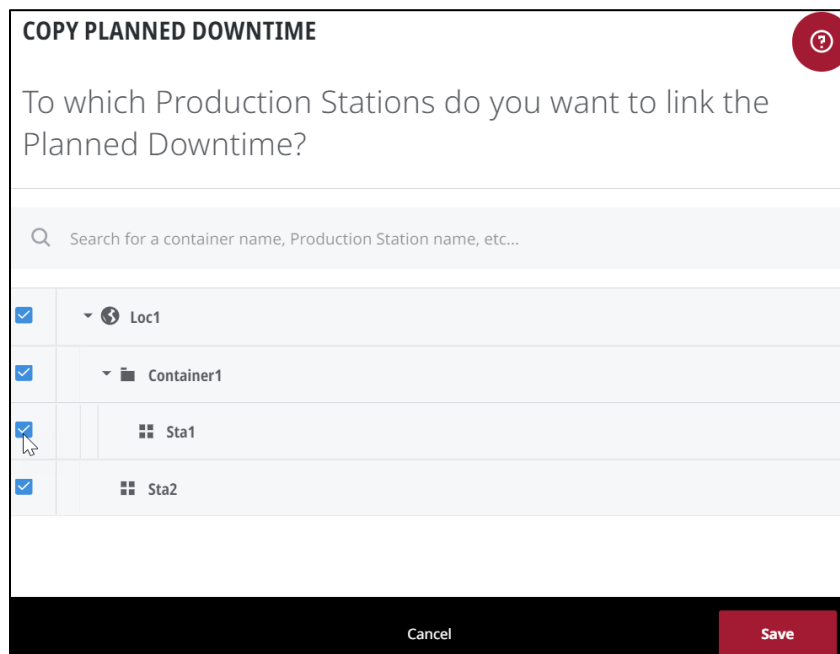 COPY PLANNED DOWNTIME
To which Production Stations do you want to link the
Planned Downtime?
Search for a container name, Production Station name, etc...
Loc1
Container1
Sta1
Sta2
Cancel
Save